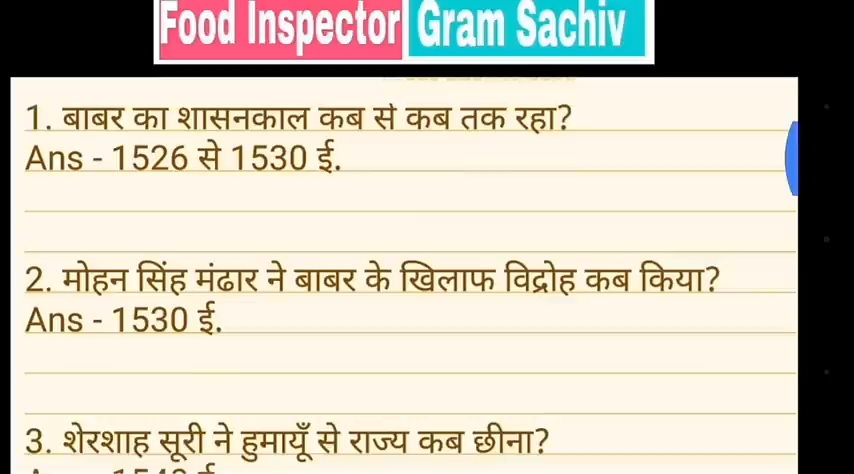 Food Inspector Gram Sachiv
1. बाबर का शासनकाल कब से कब तक रहा?
Ans - 1526 से 1530 ई.
2. मोहन सिंह मंढार ने बाबर के खिलाफ विद्रोह कब किया?
Ans - 1530 ई.
3. शेरशाह सूरी ने हुमायूँ से राज्य कब छीना?